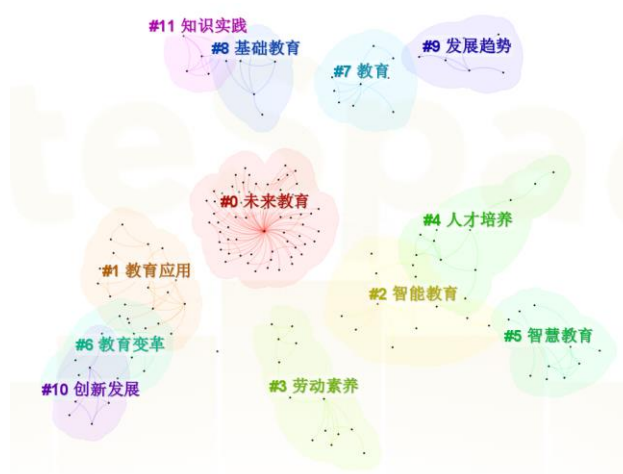 #11 知识实践
#8 基础教育
#9 发展趋势
#7 教育
#0 未来教育
#4 人才培养
#1 教育应用
#2 智能教育
#5 智慧教育
#6 教育变革
#10 创新发展
#3 劳动素养